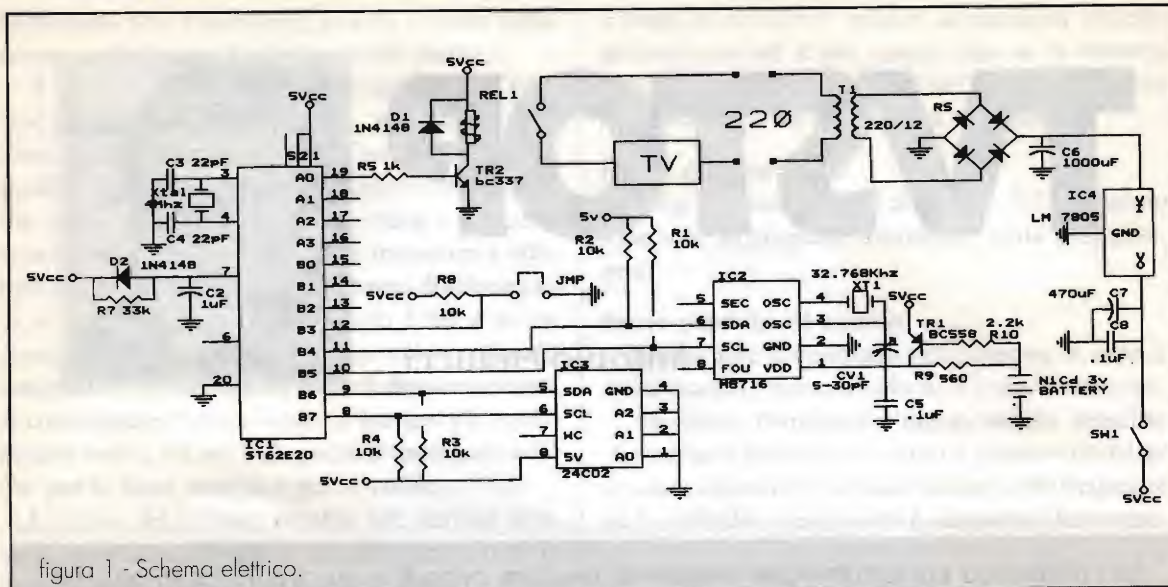 5Vcc
5Vcc
REL1
D1
1N4148
R5 1k
TR2
bc337
220
TV
T1
220/12
RS
C6
1000uF
IC4
LM 7805
VI
GND
C3 22pF
Xtal
4Mhz
C4 22pF
3
4
5 2 1
A0 19
A1 18
A2 17
A3 16
B0 15
B1 14
B2 13
B3 12
B4 11
B5 10
B6 9
B7 8
7
6
20
IC1
ST62E20
D2
1N4148
5Vcc
R7 33k
C2
1uF
5Vcc
R8
10k
JMP
5v
R2
10k
R1
10k
IC2
5 SEC OSC 4
6 SDA OSC 3
7 SCL GND 2
8 FOU VDD 1
M8716
32.768Khz
XT1
CV1
5-30pF
C5
.1uF
5Vcc
TR1
BC558
2.2k
R10
R9 560
NiCd 3v
BATTERY
470uF
C7
C8
.1uF
SW1
5Vcc
IC3
5 SDA GND 4
6 SCL A2 3
7 WC A1 2
8 5V A0 1
24C02
R4
10k
R3
10k
5Vcc
figura 1 - Schema elettrico.